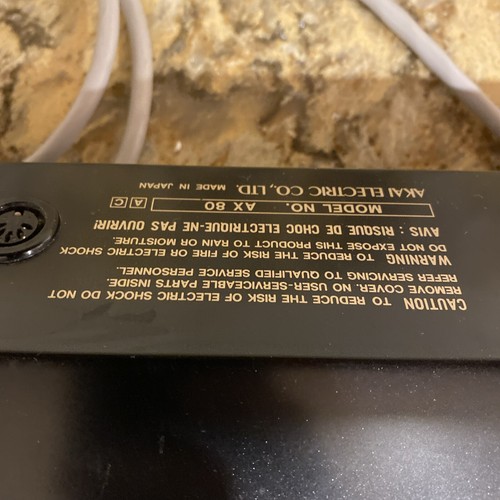 CAUTION TO REDUCE THE RISK OF ELECTRIC SHOCK DO NOT
REMOVE COVER. NO USER-SERVICEABLE PARTS INSIDE.
REFER SERVICING TO QUALIFIED SERVICE PERSONNEL.
WARNING TO REDUCE THE RISK OF FIRE OR ELECTRIC SHOCK
DO NOT EXPOSE THIS PRODUCT TO RAIN OR MOISTURE.
AVIS : RISQUE DE CHOC ELECTRIQUE-NE PAS OUVRIR!
MODEL NO. AX 80 A C
AKAI ELECTRIC CO., LTD. MADE IN JAPAN